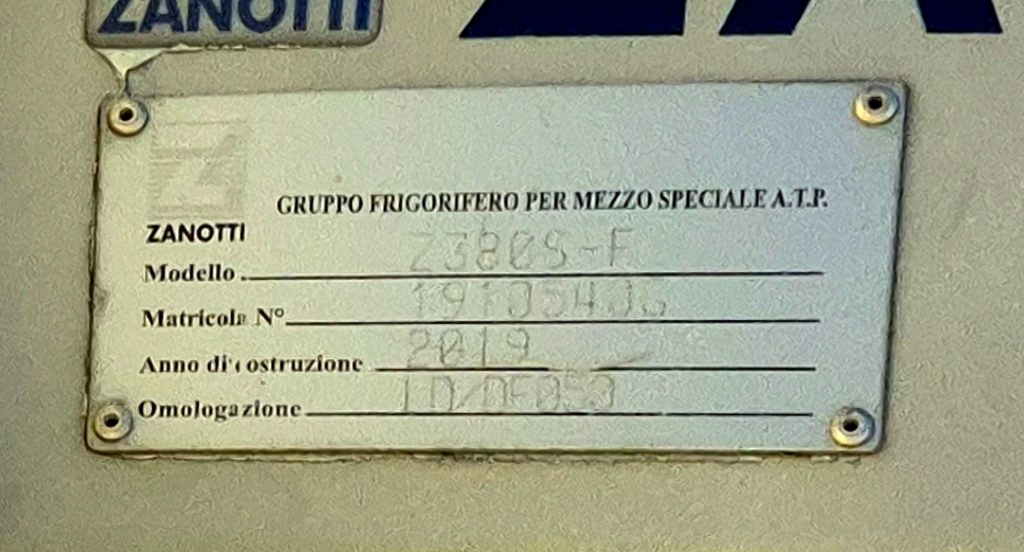 ZANOTTI
GRUPPO FRIGORIFERO PER MEZZO SPECIALE A.T.P.
ZANOTTI
Z380S-F
Modello
Matricola N°
2019
Anno di costruzione
Omologazione